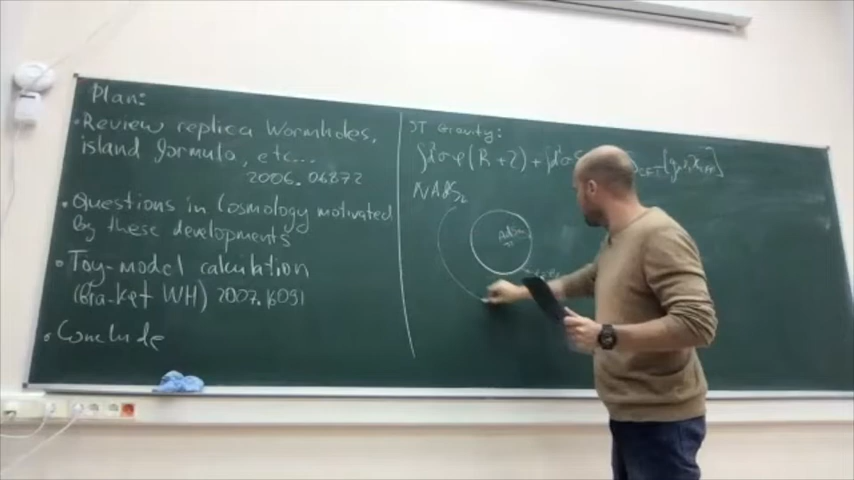 Plan:
• Review replica Wormholes,
island formula, etc...
2006.06872
• Questions in Cosmology motivated
by these developments
• Toy-model calculation
(Bra-ket WH) 2007.16091
• Conclude
JT Gravity:
(R+2)+
NAdS₂